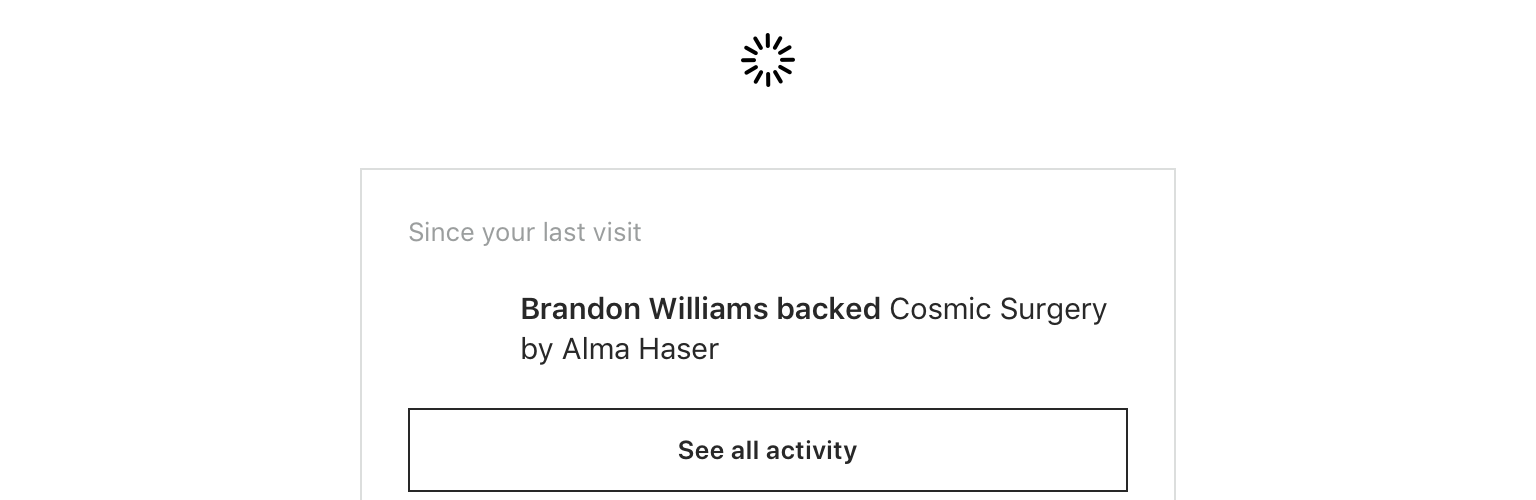 Since your last visit
Brandon Williams backed Cosmic Surgery
by Alma Haser
See all activity